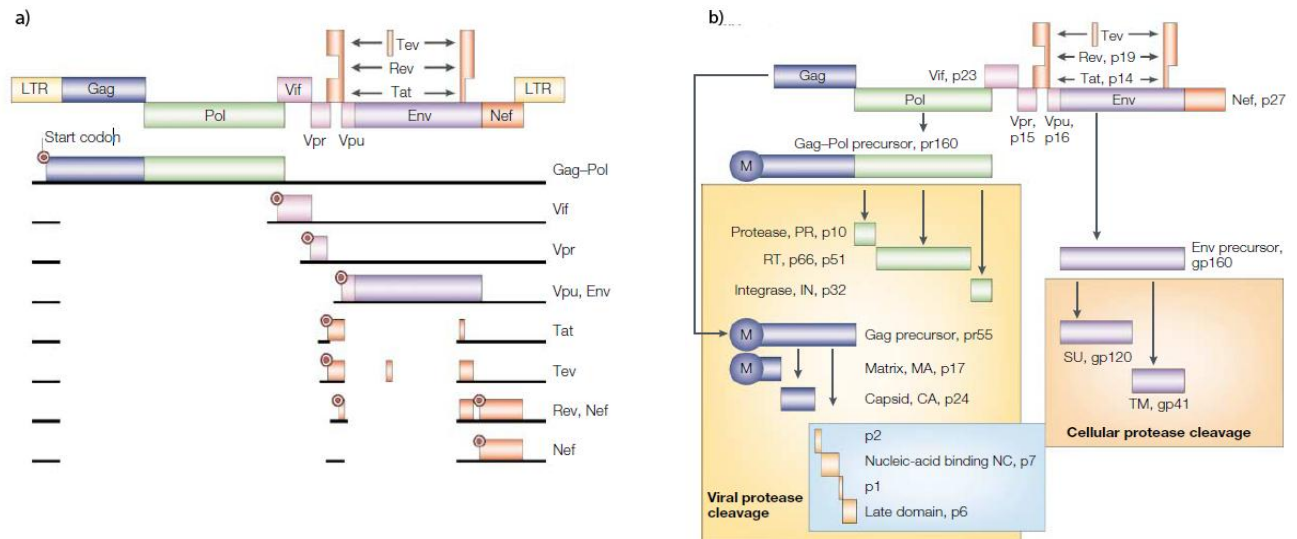 a)
Tev
Rev
Tat
LTR
Gag
Vif
LTR
Pol
Env
Nef
Vpr
Vpu
Start codon
Gag–Pol
Vif
Vpr
Vpu, Env
Tat
Tev
Rev, Nef
Nef
b)
Tev
Rev, p19
Tat, p14
Gag
Vif, p23
Pol
Env
Nef, p27
Vpr,
p15
Vpu,
p16
Gag–Pol precursor, pr160
M
Protease, PR, p10
RT, p66, p51
Integrase, IN, p32
Env precursor,
gp160
M
Gag precursor, pr55
M
Matrix, MA, p17
Capsid, CA, p24
SU, gp120
TM, gp41
Cellular protease cleavage
p2
Nucleic-acid binding NC, p7
p1
Late domain, p6
Viral protease
cleavage